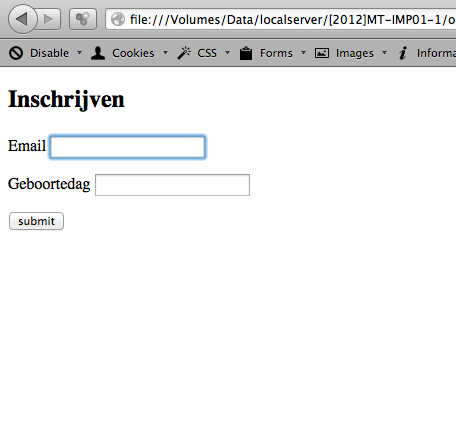 file:///Volumes/Data/localserver/[2012]MT-IMP01-1/o
Disable Cookies CSS Forms Images Informa
Inschrijven
Email
Geboortedag
submit